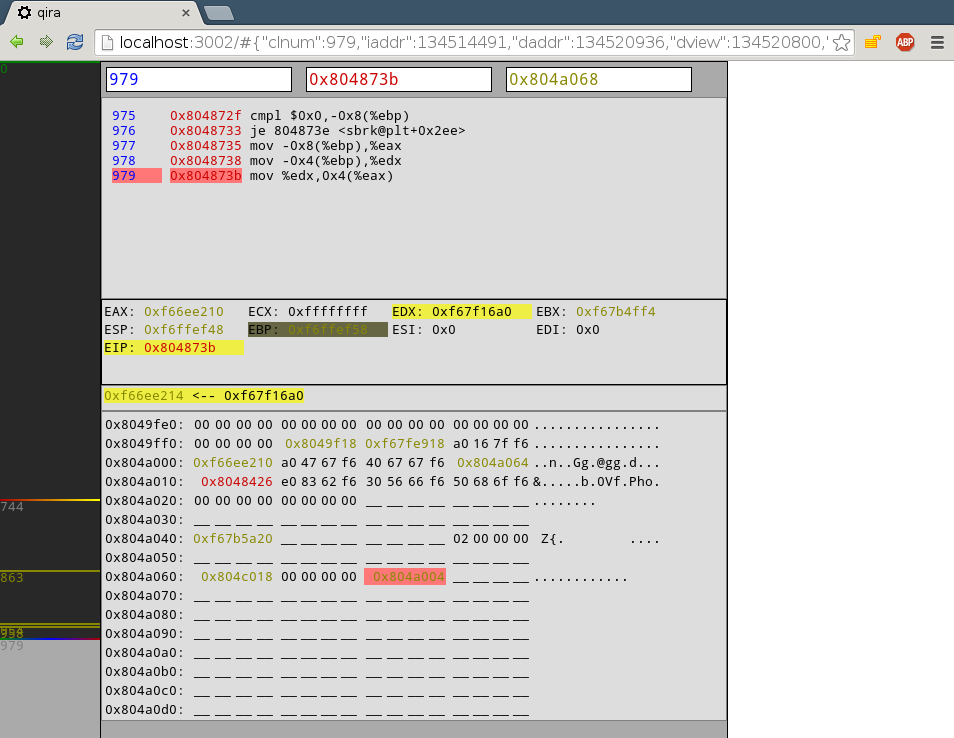 qira
localhost:3002/#{"clnum":979,"iaddr":134514491,"daddr":134520936,"dview":134520800,'
ABP
0
979 0x804873b 0x804a068
975 0x804872f cmpl $0x0,-0x8(%ebp)
976 0x8048733 je 804873e <sbrk@plt+0x2ee>
977 0x8048735 mov -0x8(%ebp),%eax
978 0x8048738 mov -0x4(%ebp),%edx
979 0x804873b mov %edx,0x4(%eax)
EAX: 0xf66ee210 ECX: 0xffffffff EDX: 0xf67f16a0 EBX: 0xf67b4ff4
ESP: 0xf6ffef48 EBP: 0xf6ffef58 ESI: 0x0 EDI: 0x0
EIP: 0x804873b
0xf66ee214 <-- 0xf67f16a0
0x8049fe0: 00 00 00 00 00 00 00 00 00 00 00 00 00 00 00 00 ................
0x8049ff0: 00 00 00 00 0x8049f18 0xf67fe918 a0 16 7f f6 ................
0x804a000: 0xf66ee210 a0 47 67 f6 40 67 67 f6 0x804a064 ..n..Gg.@gg.d...
0x804a010: 0x8048426 e0 83 62 f6 30 56 66 f6 50 68 6f f6 &.....b.0Vf.Pho.
0x804a020: 00 00 00 00 00 00 00 00 __ __ __ __ __ __ __ __ ........
0x804a030: __ __ __ __ __ __ __ __ __ __ __ __ __ __ __ __
0x804a040: 0xf67b5a20 __ __ __ __ __ __ __ __ 02 00 00 00 Z{. ....
0x804a050: __ __ __ __ __ __ __ __ __ __ __ __ __ __ __ __
0x804a060: 0x804c018 00 00 00 00 0x804a004 __ __ __ __ ............
0x804a070: __ __ __ __ __ __ __ __ __ __ __ __ __ __ __ __
0x804a080: __ __ __ __ __ __ __ __ __ __ __ __ __ __ __ __
0x804a090: __ __ __ __ __ __ __ __ __ __ __ __ __ __ __ __
0x804a0a0: __ __ __ __ __ __ __ __ __ __ __ __ __ __ __ __
0x804a0b0: __ __ __ __ __ __ __ __ __ __ __ __ __ __ __ __
0x804a0c0: __ __ __ __ __ __ __ __ __ __ __ __ __ __ __ __
0x804a0d0: __ __ __ __ __ __ __ __ __ __ __ __ __ __ __ __
744
863
979